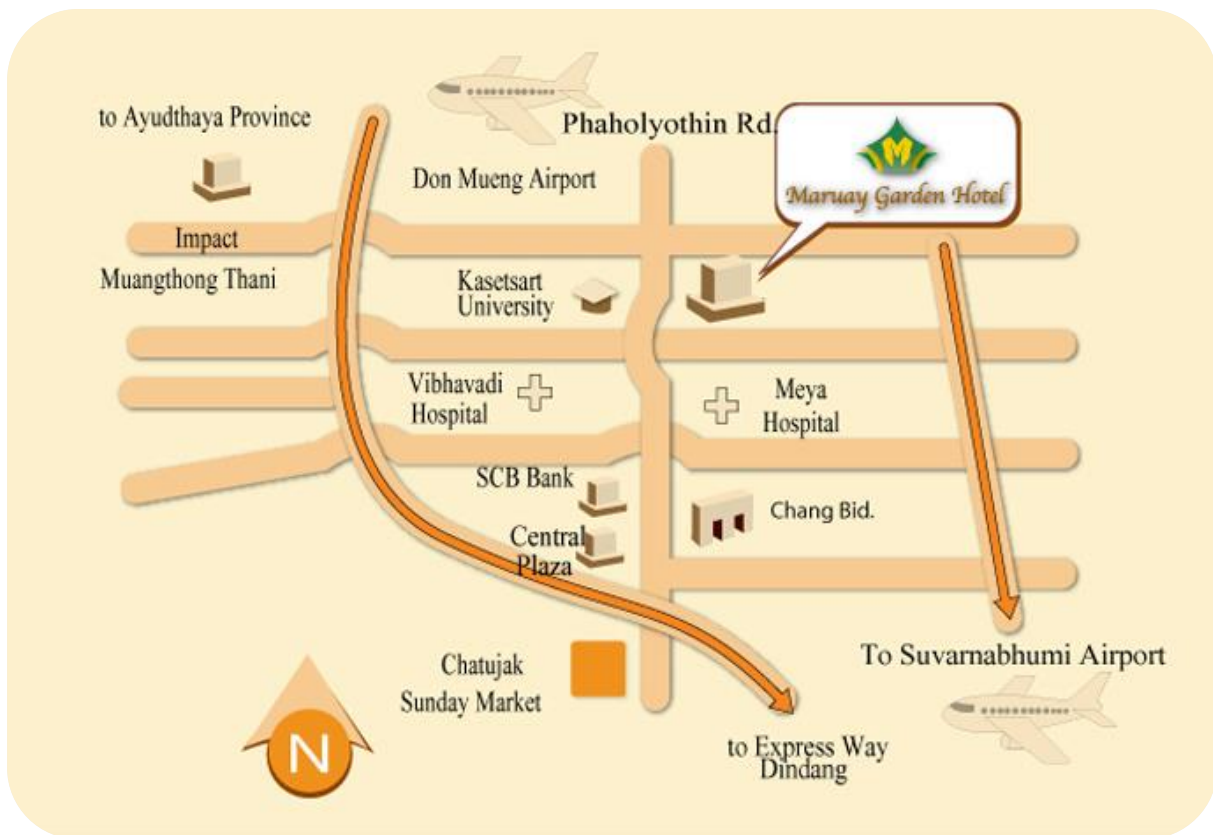 to Ayudthaya Province
Phaholyothin Rd.
M
Maruay Garden Hotel
Don Mueng Airport
Impact
Muangthong Thani
Kasetsart
University
Vibhavadi
Hospital
Meya
Hospital
SCB Bank
Chang Bid.
Central
Plaza
Chatujak
Sunday Market
To Suvarnabhumi Airport
N
to Express Way
Dindang